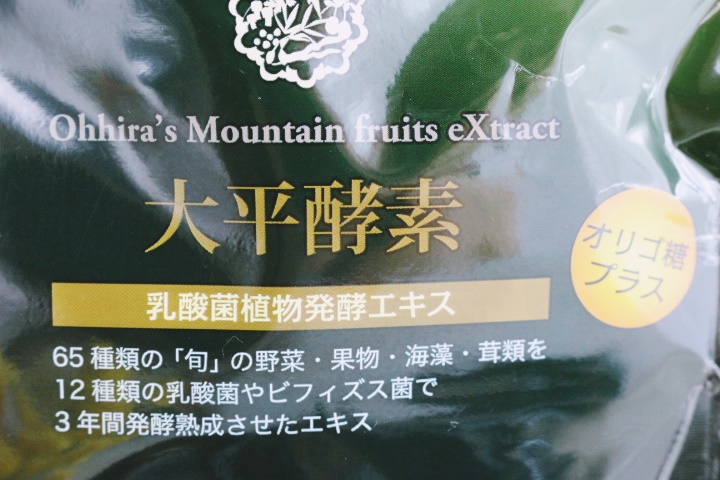 Ohhira's Mountain fruits eXtract
大平酵素
オリゴ糖
プラス
乳酸菌植物発酵エキス
65種類の「旬」の野菜・果物・海藻・茸類を
12種類の乳酸菌やビフィズス菌で
3年間発酵熟成させたエキス